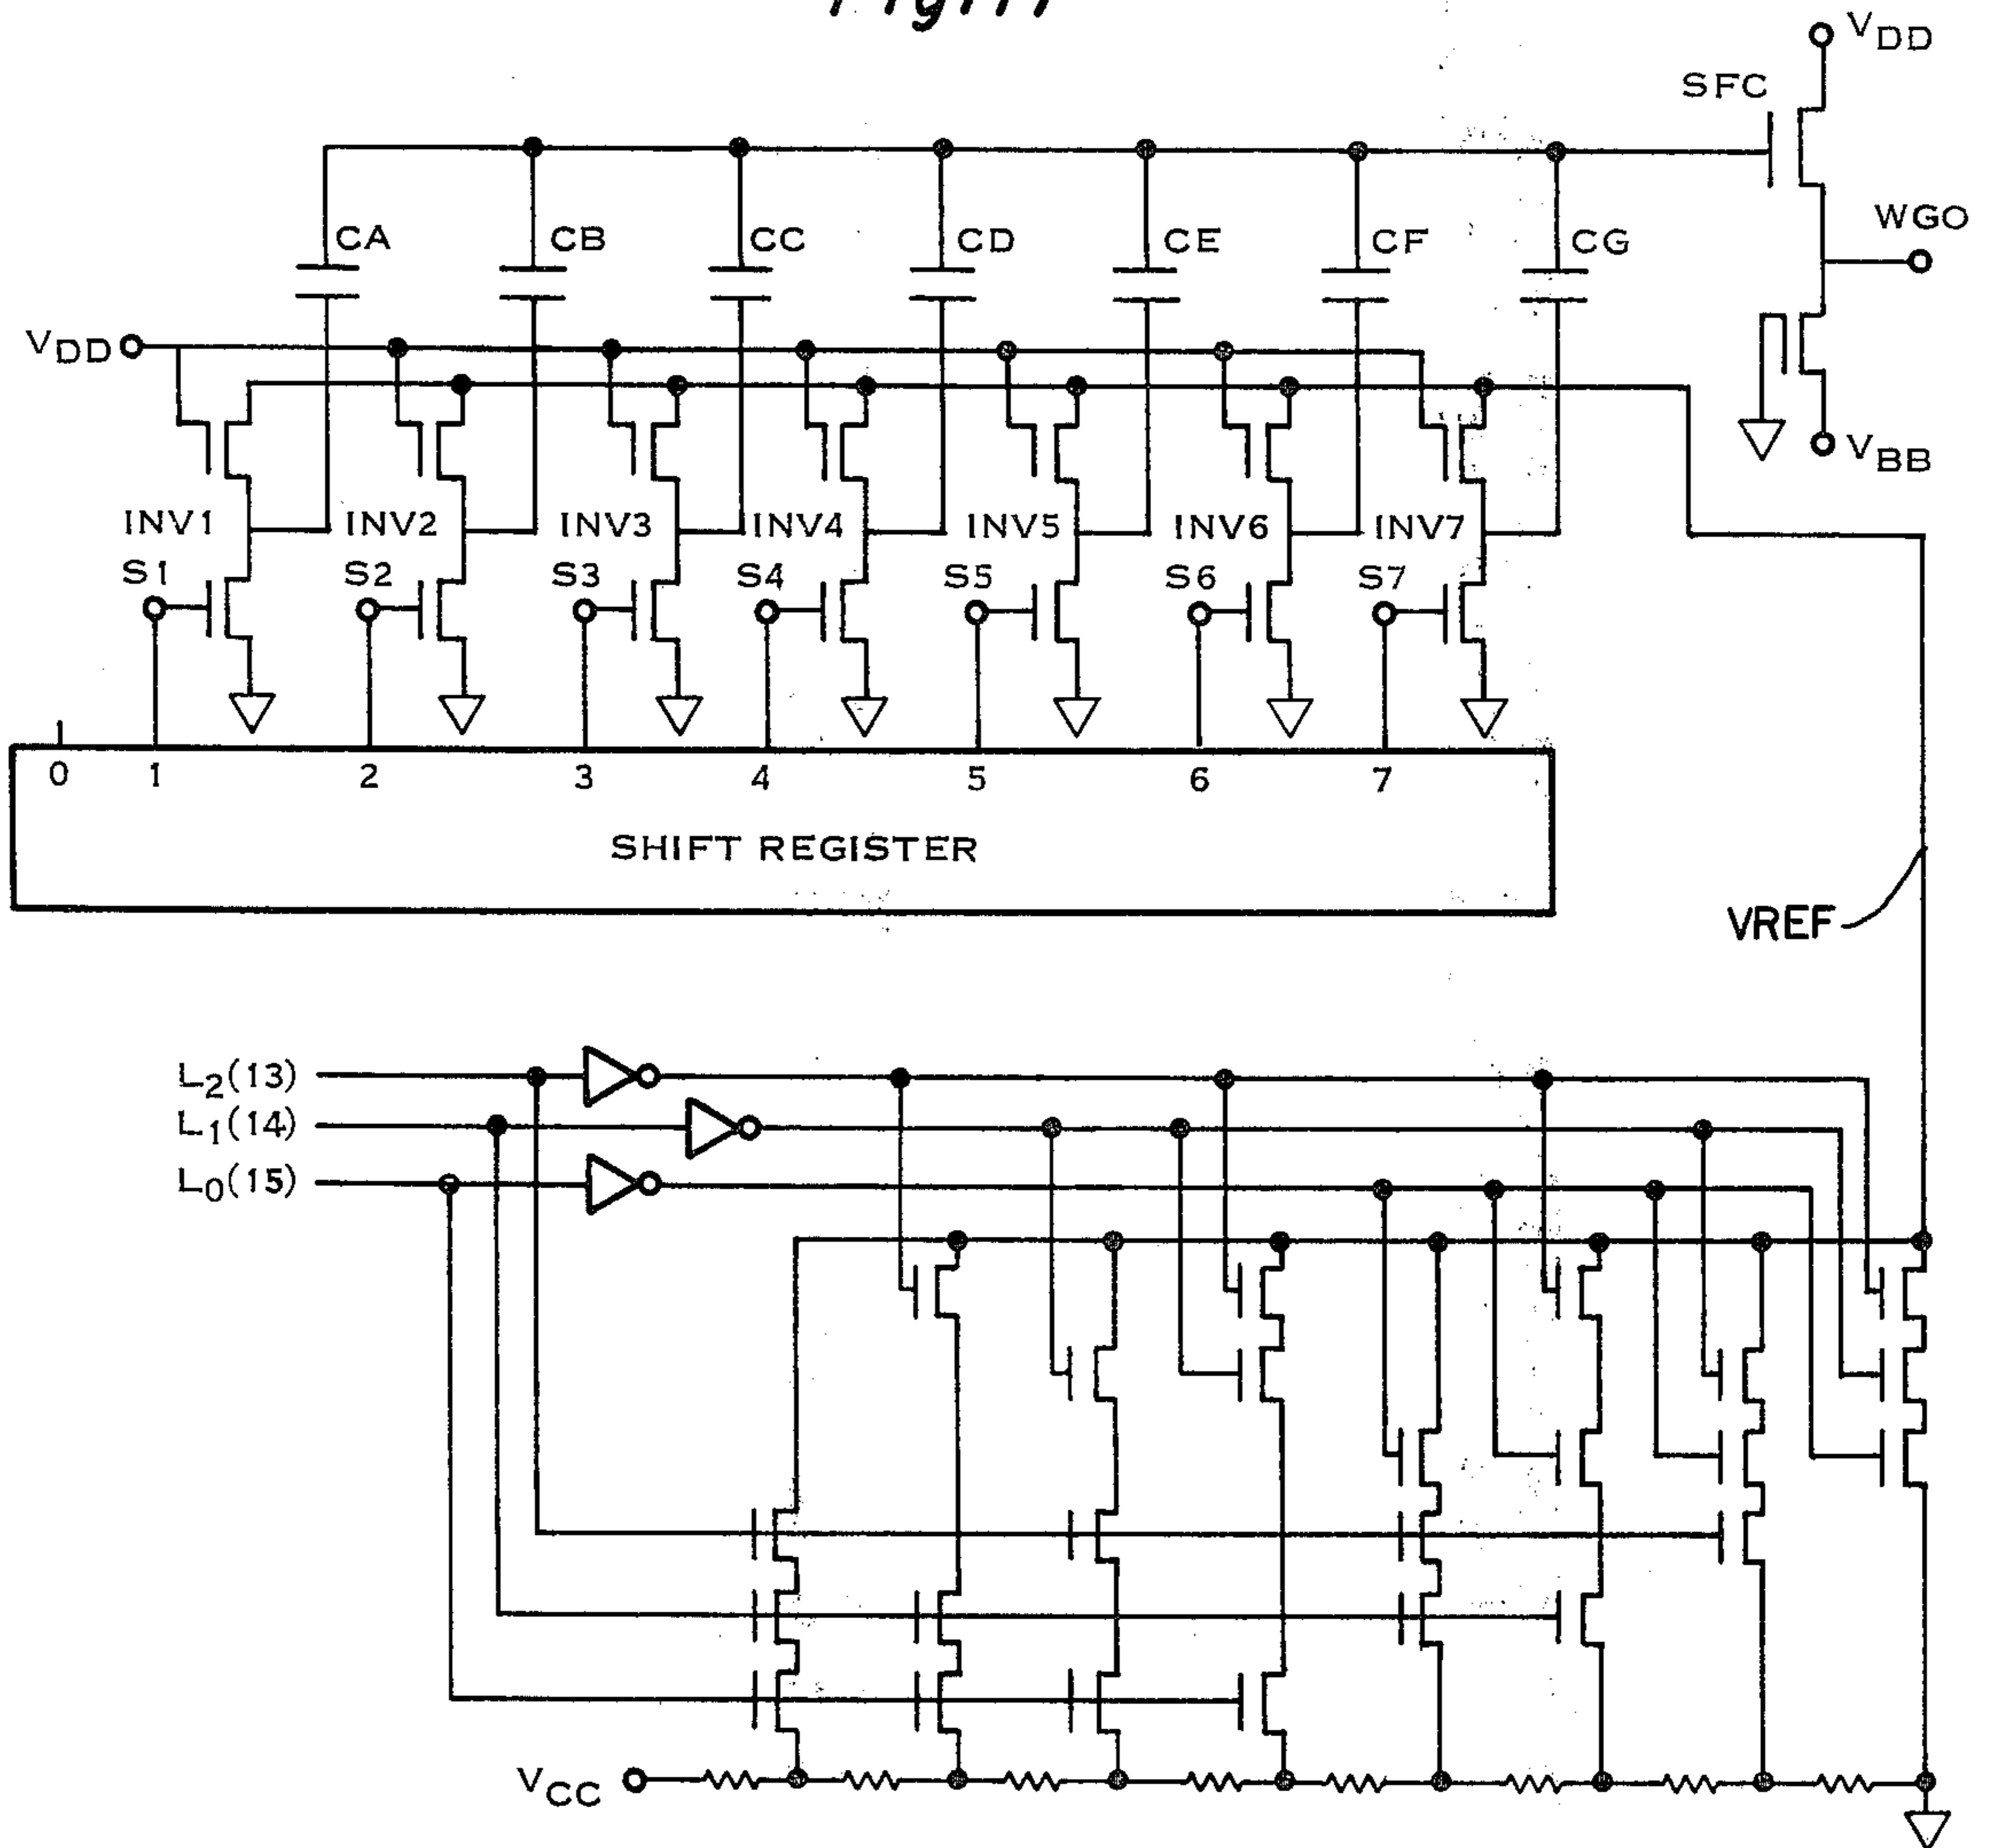 VDD
SFC
WGO
CA CB CC CD CE CF CG
VDD
VBB
INV1 INV2 INV3 INV4 INV5 INV6 INV7
S1 S2 S3 S4 S5 S6 S7
0 1 2 3 4 5 6 7
SHIFT REGISTER
VREF
L2(13)
L1(14)
L0(15)
VCC